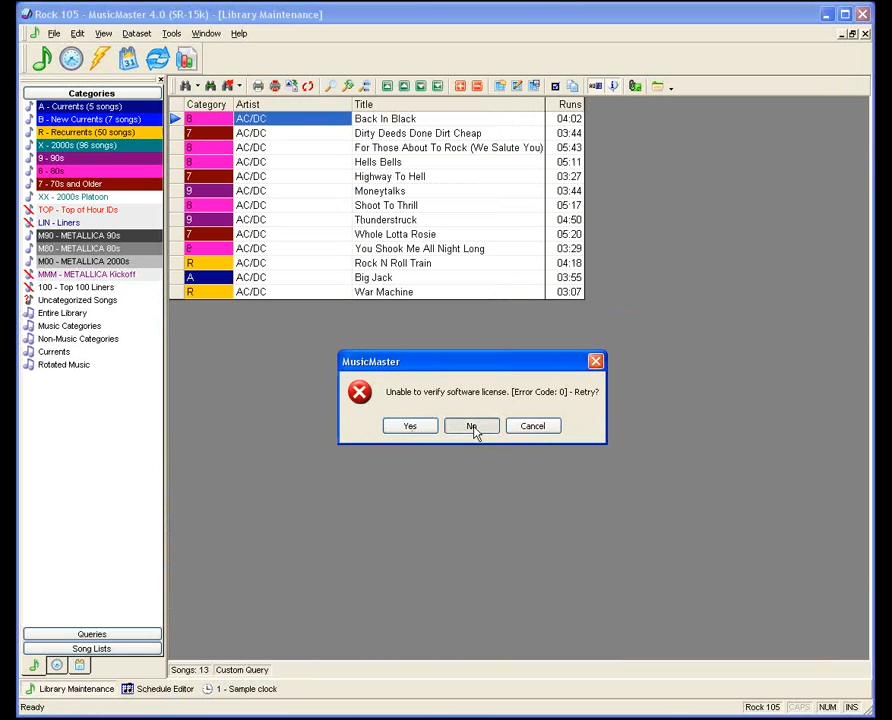 Rock 105 - MusicMaster 4.0 (SR-15k) - [Library Maintenance]
File Edit View Dataset Tools Window Help
31
Categories
A - Currents (5 songs)
B - New Currents (7 songs)
R - Recurrents (50 songs)
X - 2000s (96 songs)
9 - 90s
8 - 80s
7 - 70s and Older
XX - 2000s Platoon
TOP - Top of Hour IDs
LIN - Liners
M90 - METALLICA 90s
M80 - METALLICA 80s
M00 - METALLICA 2000s
MMM - METALLICA Kickoff
100 - Top 100 Liners
Uncategorized Songs
Entire Library
Music Categories
Non-Music Categories
Currents
Rotated Music
Queries
Song Lists
Category Artist Title Runs
8 AC/DC Back In Black 04:02
7 AC/DC Dirty Deeds Done Dirt Cheap 03:44
8 AC/DC For Those About To Rock (We Salute You) 05:43
8 AC/DC Hells Bells 05:11
7 AC/DC Highway To Hell 03:27
9 AC/DC Moneytalks 03:44
8 AC/DC Shoot To Thrill 05:17
9 AC/DC Thunderstruck 04:50
7 AC/DC Whole Lotta Rosie 05:20
8 AC/DC You Shook Me All Night Long 03:29
R AC/DC Rock N Roll Train 04:18
A AC/DC Big Jack 03:55
R AC/DC War Machine 03:07
MusicMaster
Unable to verify software license. [Error Code: 0] - Retry?
Yes No Cancel
Songs: 13 Custom Query
Library Maintenance Schedule Editor 1 - Sample clock
Ready Rock 105 CAPS NUM INS